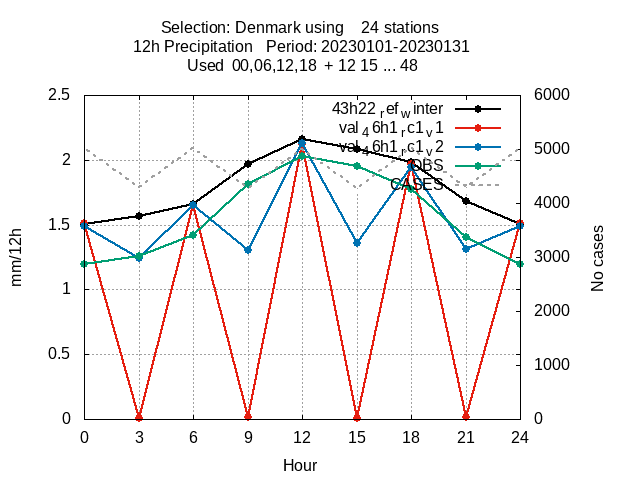 Selection: Denmark using 24 stations
12h Precipitation Period: 20230101-20230131
Used 00,06,12,18 + 12 15 ... 48
43h22 ref winter
val 4 6h1 r c1 v 1
val 4 6h1 r c1 v 2
OBS
CASES
2.5
2
1.5
1
0.5
0
6000
5000
4000
3000
2000
1000
0
mm/12h
No cases
0 3 6 9 12 15 18 21 24
Hour